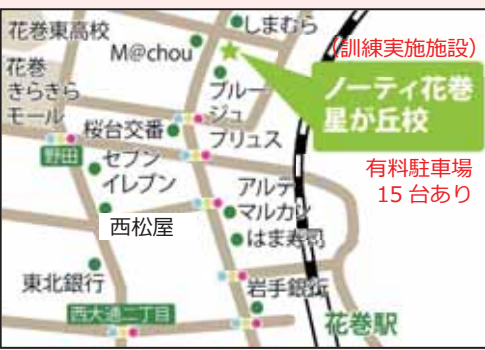 花巻東高校
しまむら
M@chou
(訓練実施施設)
花巻
きらきら
モール
ブルー
ジュ
プリュス
ノーティ花巻
星が丘校
桜台交番
野田
セブン
イレブン
有料駐車場
15 台あり
アルテ
マルカン
西松屋
はま寿司
東北銀行
岩手銀行
西大通二丁目
花巻駅